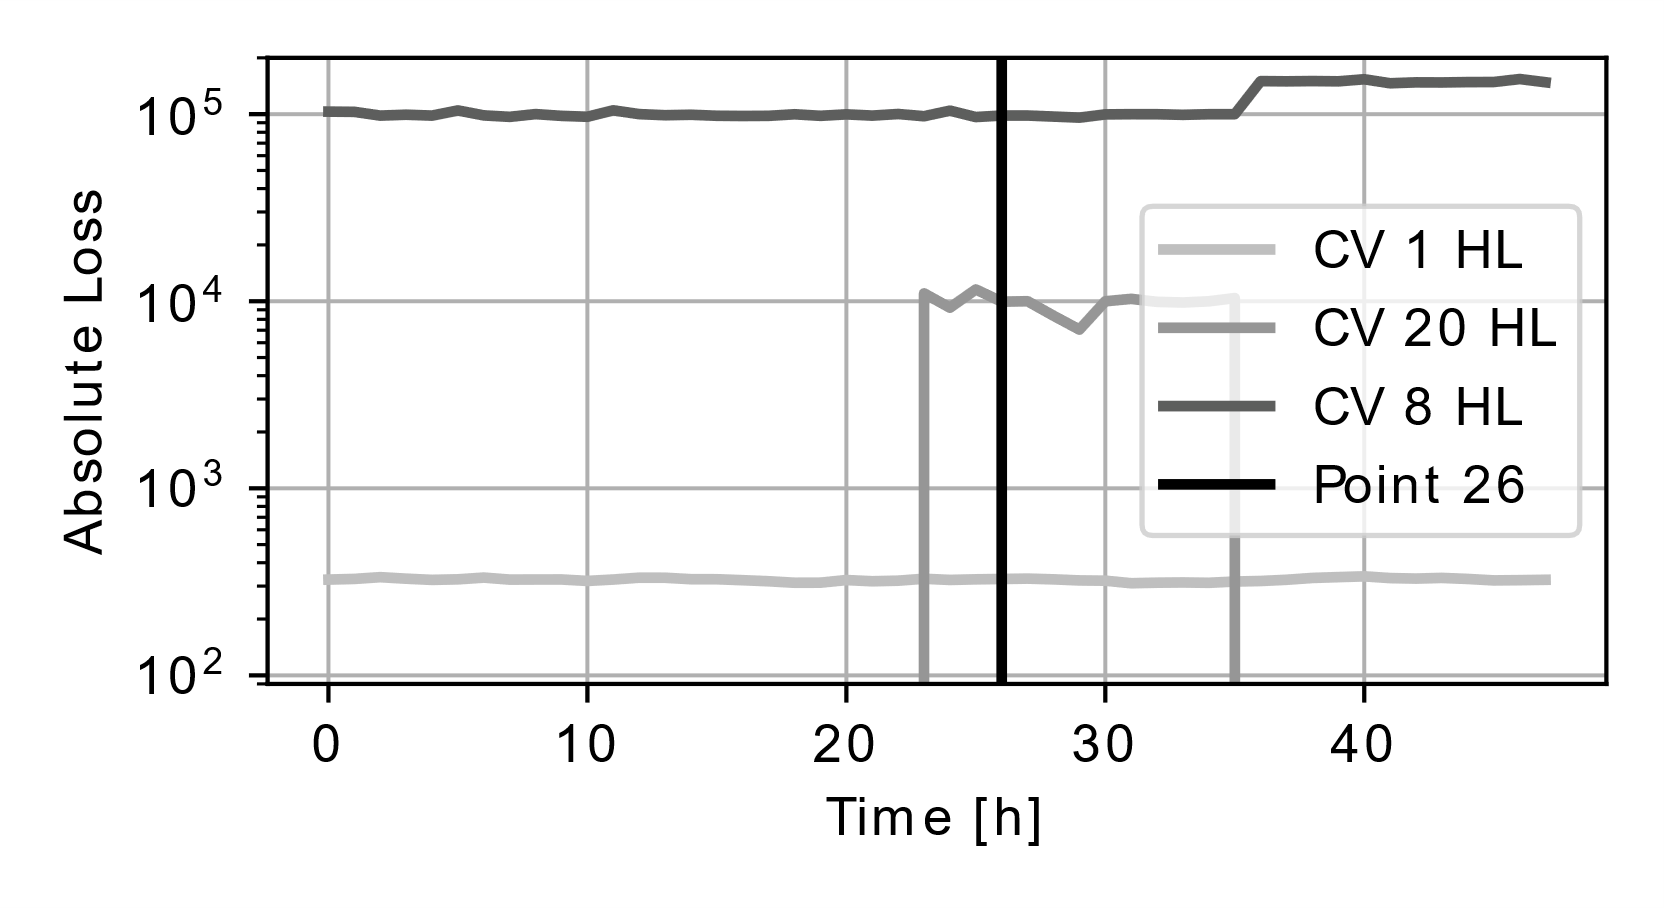 Absolute Loss
10^5
10^4
10^3
10^2
0 10 20 30 40
Time [h]
CV 1 HL
CV 20 HL
CV 8 HL
Point 26